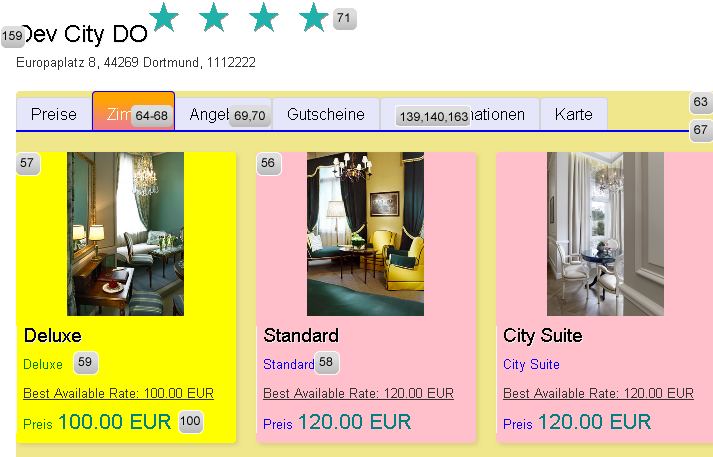 71
159 Dev City DO
Europaplatz 8, 44269 Dortmund, 1112222
63
Preise 64-68 69,70 Gutscheine 139,140,163 Karte
67
57 56
Deluxe Standard City Suite
Deluxe 59 Standard 58 City Suite
Best Available Rate: 100.00 EUR Best Available Rate: 120.00 EUR Best Available Rate: 120.00 EUR
Preis 100.00 EUR 100 Preis 120.00 EUR Preis 120.00 EUR